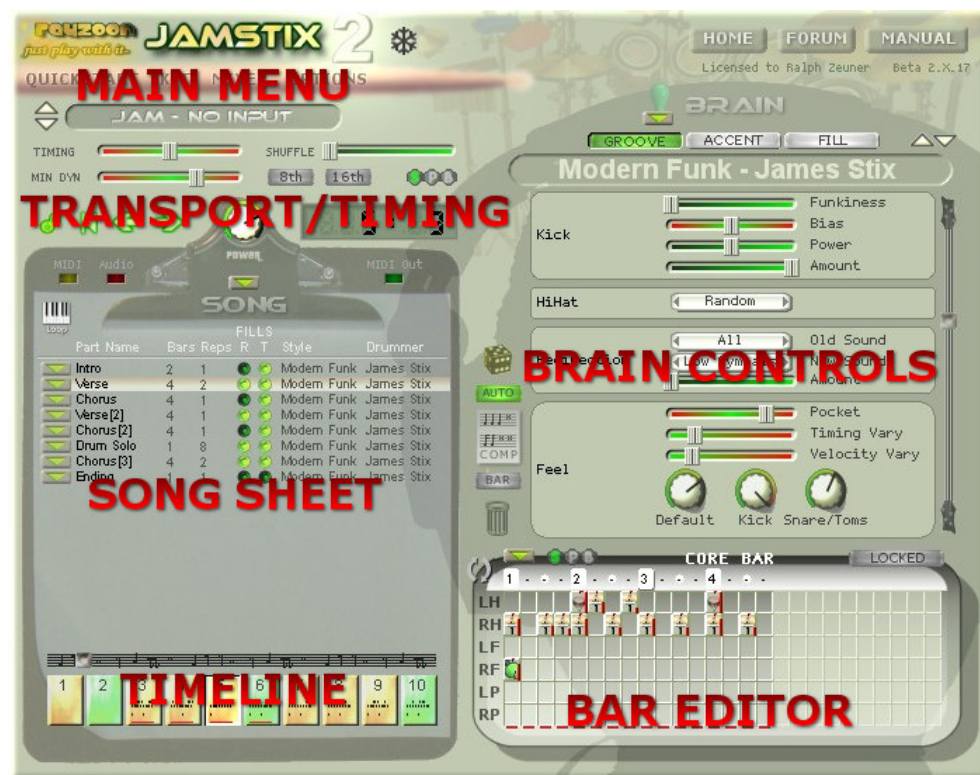 rayzoon
just play with it
JAMSTIX 2
HOME FORUM MANUAL
Licensed to Ralph Zeuner Beta 2.X.17
MAIN MENU
JAM - NO INPUT
BRAIN
GROOVE ACCENT FILL
Modern Funk - James Stix
TIMING SHUFFLE
MIN DYN 8th 16th
TRANSPORT/TIMING
POWER
MIDI Audio MIDI Out
SONG
Loop
FILLS
Part Name Bars Reps R T Style Drummer
Intro 2 1 Modern Funk James Stix
Verse 4 2 Modern Funk James Stix
Chorus 4 1 Modern Funk James Stix
Verse[2] 4 1 Modern Funk James Stix
Chorus[2] 4 1 Modern Funk James Stix
Drum Solo 1 8 Modern Funk James Stix
Chorus[3] 4 2 Modern Funk James Stix
Ending 1 1 James Stix
SONG SHEET
Kick
Funkiness
Bias
Power
Amount
HiHat Random
All Old Sound
BRAIN CONTROLS
Amount
AUTO
COMP
BAR
Feel
Pocket
Timing Vary
Velocity Vary
Default Kick Snare/Toms
CORE BAR LOCKED
1 2 3 4
LH
RH
LF
RF
LP
RP
BAR EDITOR
1 2 3 6 9 10
TIMELINE